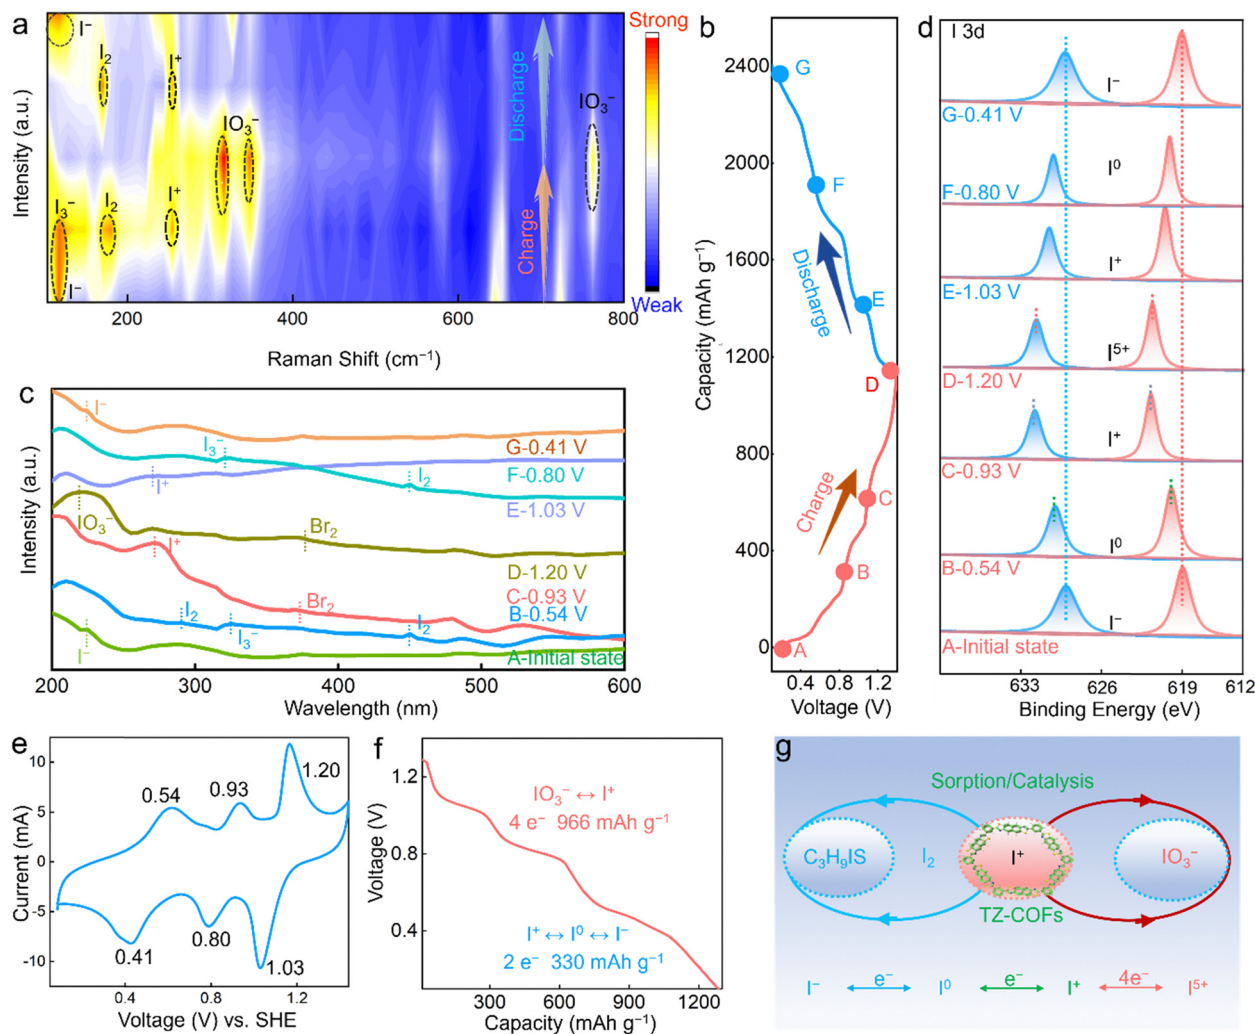 a
I⁻
I₂
I⁺
IO₃⁻
IO₃⁻
I₃⁻
I₂
I⁺
I⁻
Discharge
Charge
Strong
Weak
Intensity (a.u.)
200
400
600
800
Raman Shift (cm⁻¹)
b
2400
2000
1600
1200
800
400
0
Capacity (mAh g⁻¹)
G
F
E
D
C
B
A
Discharge
Charge
0.4
0.8
1.2
Voltage (V)
c
I⁻
G-0.41 V
I₃⁻
I₂
F-0.80 V
I⁺
E-1.03 V
IO₃⁻
Br₂
D-1.20 V
I⁺
Br₂
C-0.93 V
B-0.54 V
I₂
I₃⁻
I₂
I⁻
A-Initial state
Intensity (a.u.)
200
300
400
500
600
Wavelength (nm)
d
I 3d
I⁻
G-0.41 V
I⁰
F-0.80 V
I⁺
E-1.03 V
I⁵⁺
D-1.20 V
I⁺
C-0.93 V
I⁰
B-0.54 V
I⁻
A-Initial state
633
626
619
612
Binding Energy (eV)
e
10
5
0
-5
-10
Current (mA)
0.54
0.93
1.20
0.41
0.80
1.03
0.4
0.8
1.2
Voltage (V) vs. SHE
f
1.2
0.8
0.4
Voltage (V)
IO₃⁻ ↔ I⁺
4 e⁻ 966 mAh g⁻¹
I⁺ ↔ I⁰ ↔ I⁻
2 e⁻ 330 mAh g⁻¹
300
600
900
1200
Capacity (mAh g⁻¹)
g
Sorption/Catalysis
C₃H₉IS
I₂
I⁺
IO₃⁻
TZ-COFs
I⁻ e⁻ I⁰ e⁻ I⁺ 4e⁻ I⁵⁺